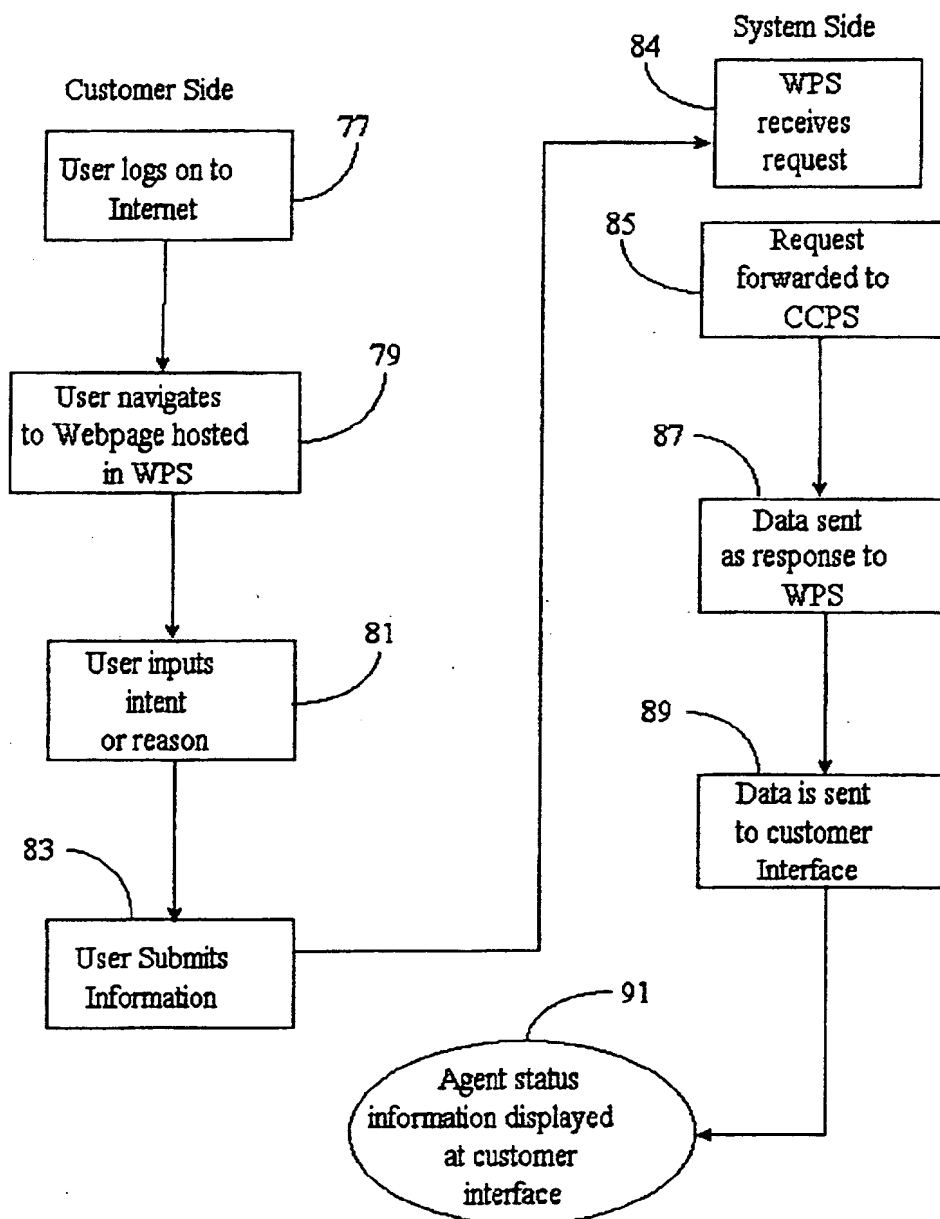 Customer Side
77
User logs on to
Internet
79
User navigates
to Webpage hosted
in WPS
81
User inputs
intent
or reason
83
User Submits
Information
System Side
84
WPS
receives
request
85
Request
forwarded to
CCPS
87
Data sent
as response to
WPS
89
Data is sent
to customer
Interface
91
Agent status
information displayed
at customer
interface